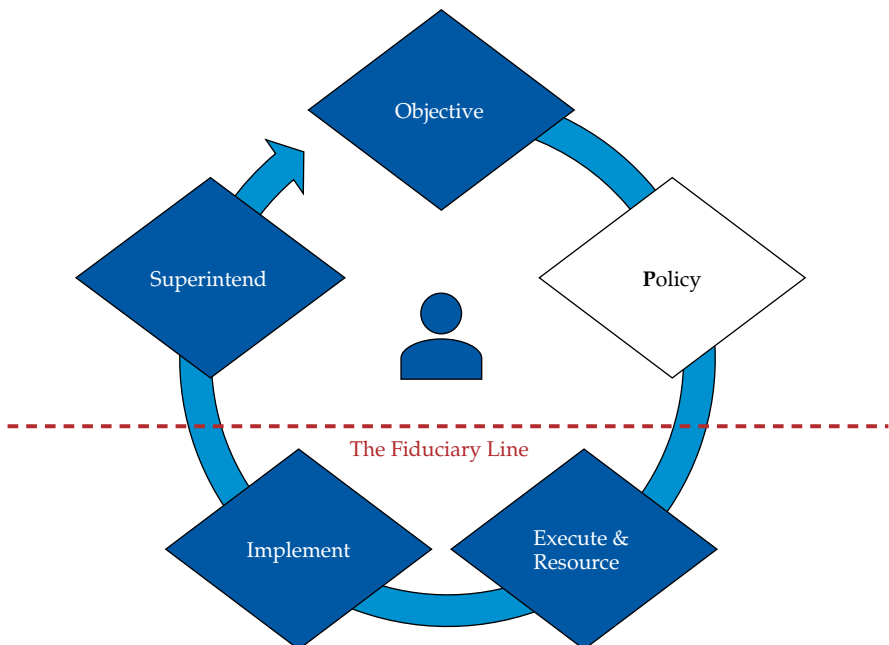 Objective
Policy
Superintend
The Fiduciary Line
Implement
Execute &
Resource